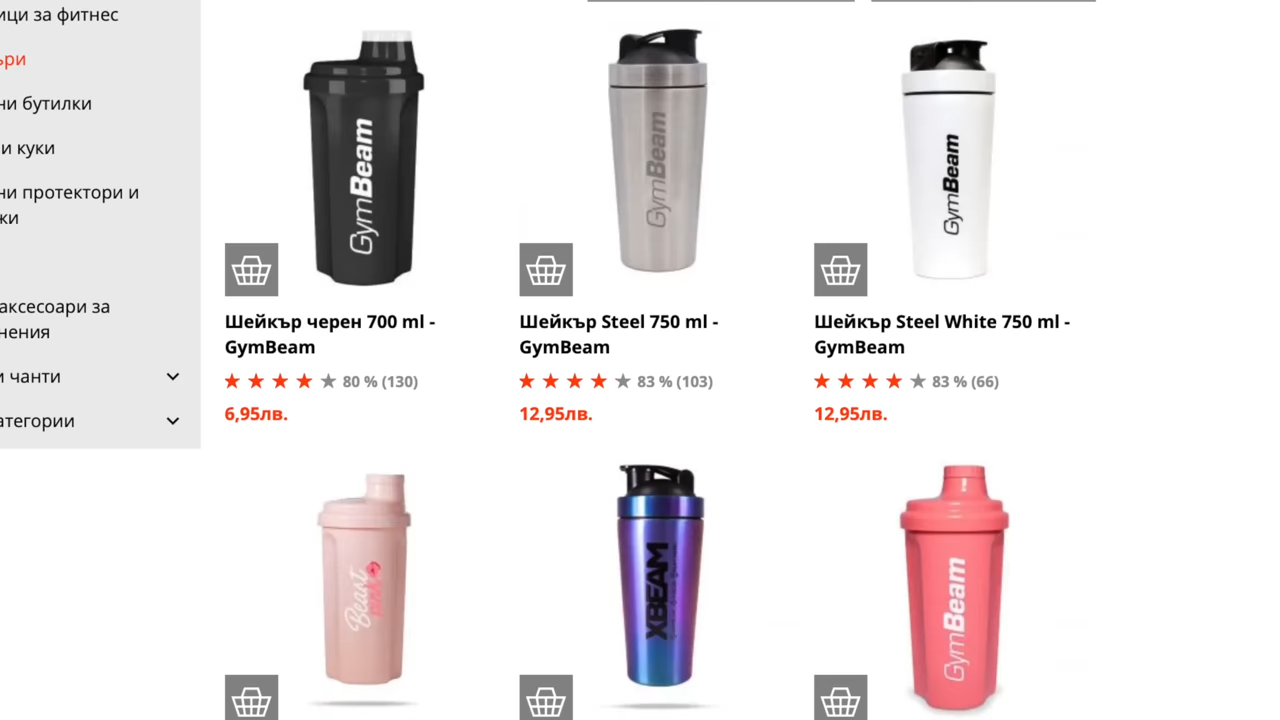 ици за фитнес
ъри
ни бутилки
и куки
ни протектори и
жи
аксесоари за
нения
и чанти
атегории
GymBeam
GymBeam
GymBeam
Шейкър черен 700 ml -
GymBeam
80 % (130)
6,95лв.
Шейкър Steel 750 ml -
GymBeam
83 % (103)
12,95лв.
Шейкър Steel White 750 ml -
GymBeam
83 % (66)
12,95лв.
Beast
XBEAM
GymBeam